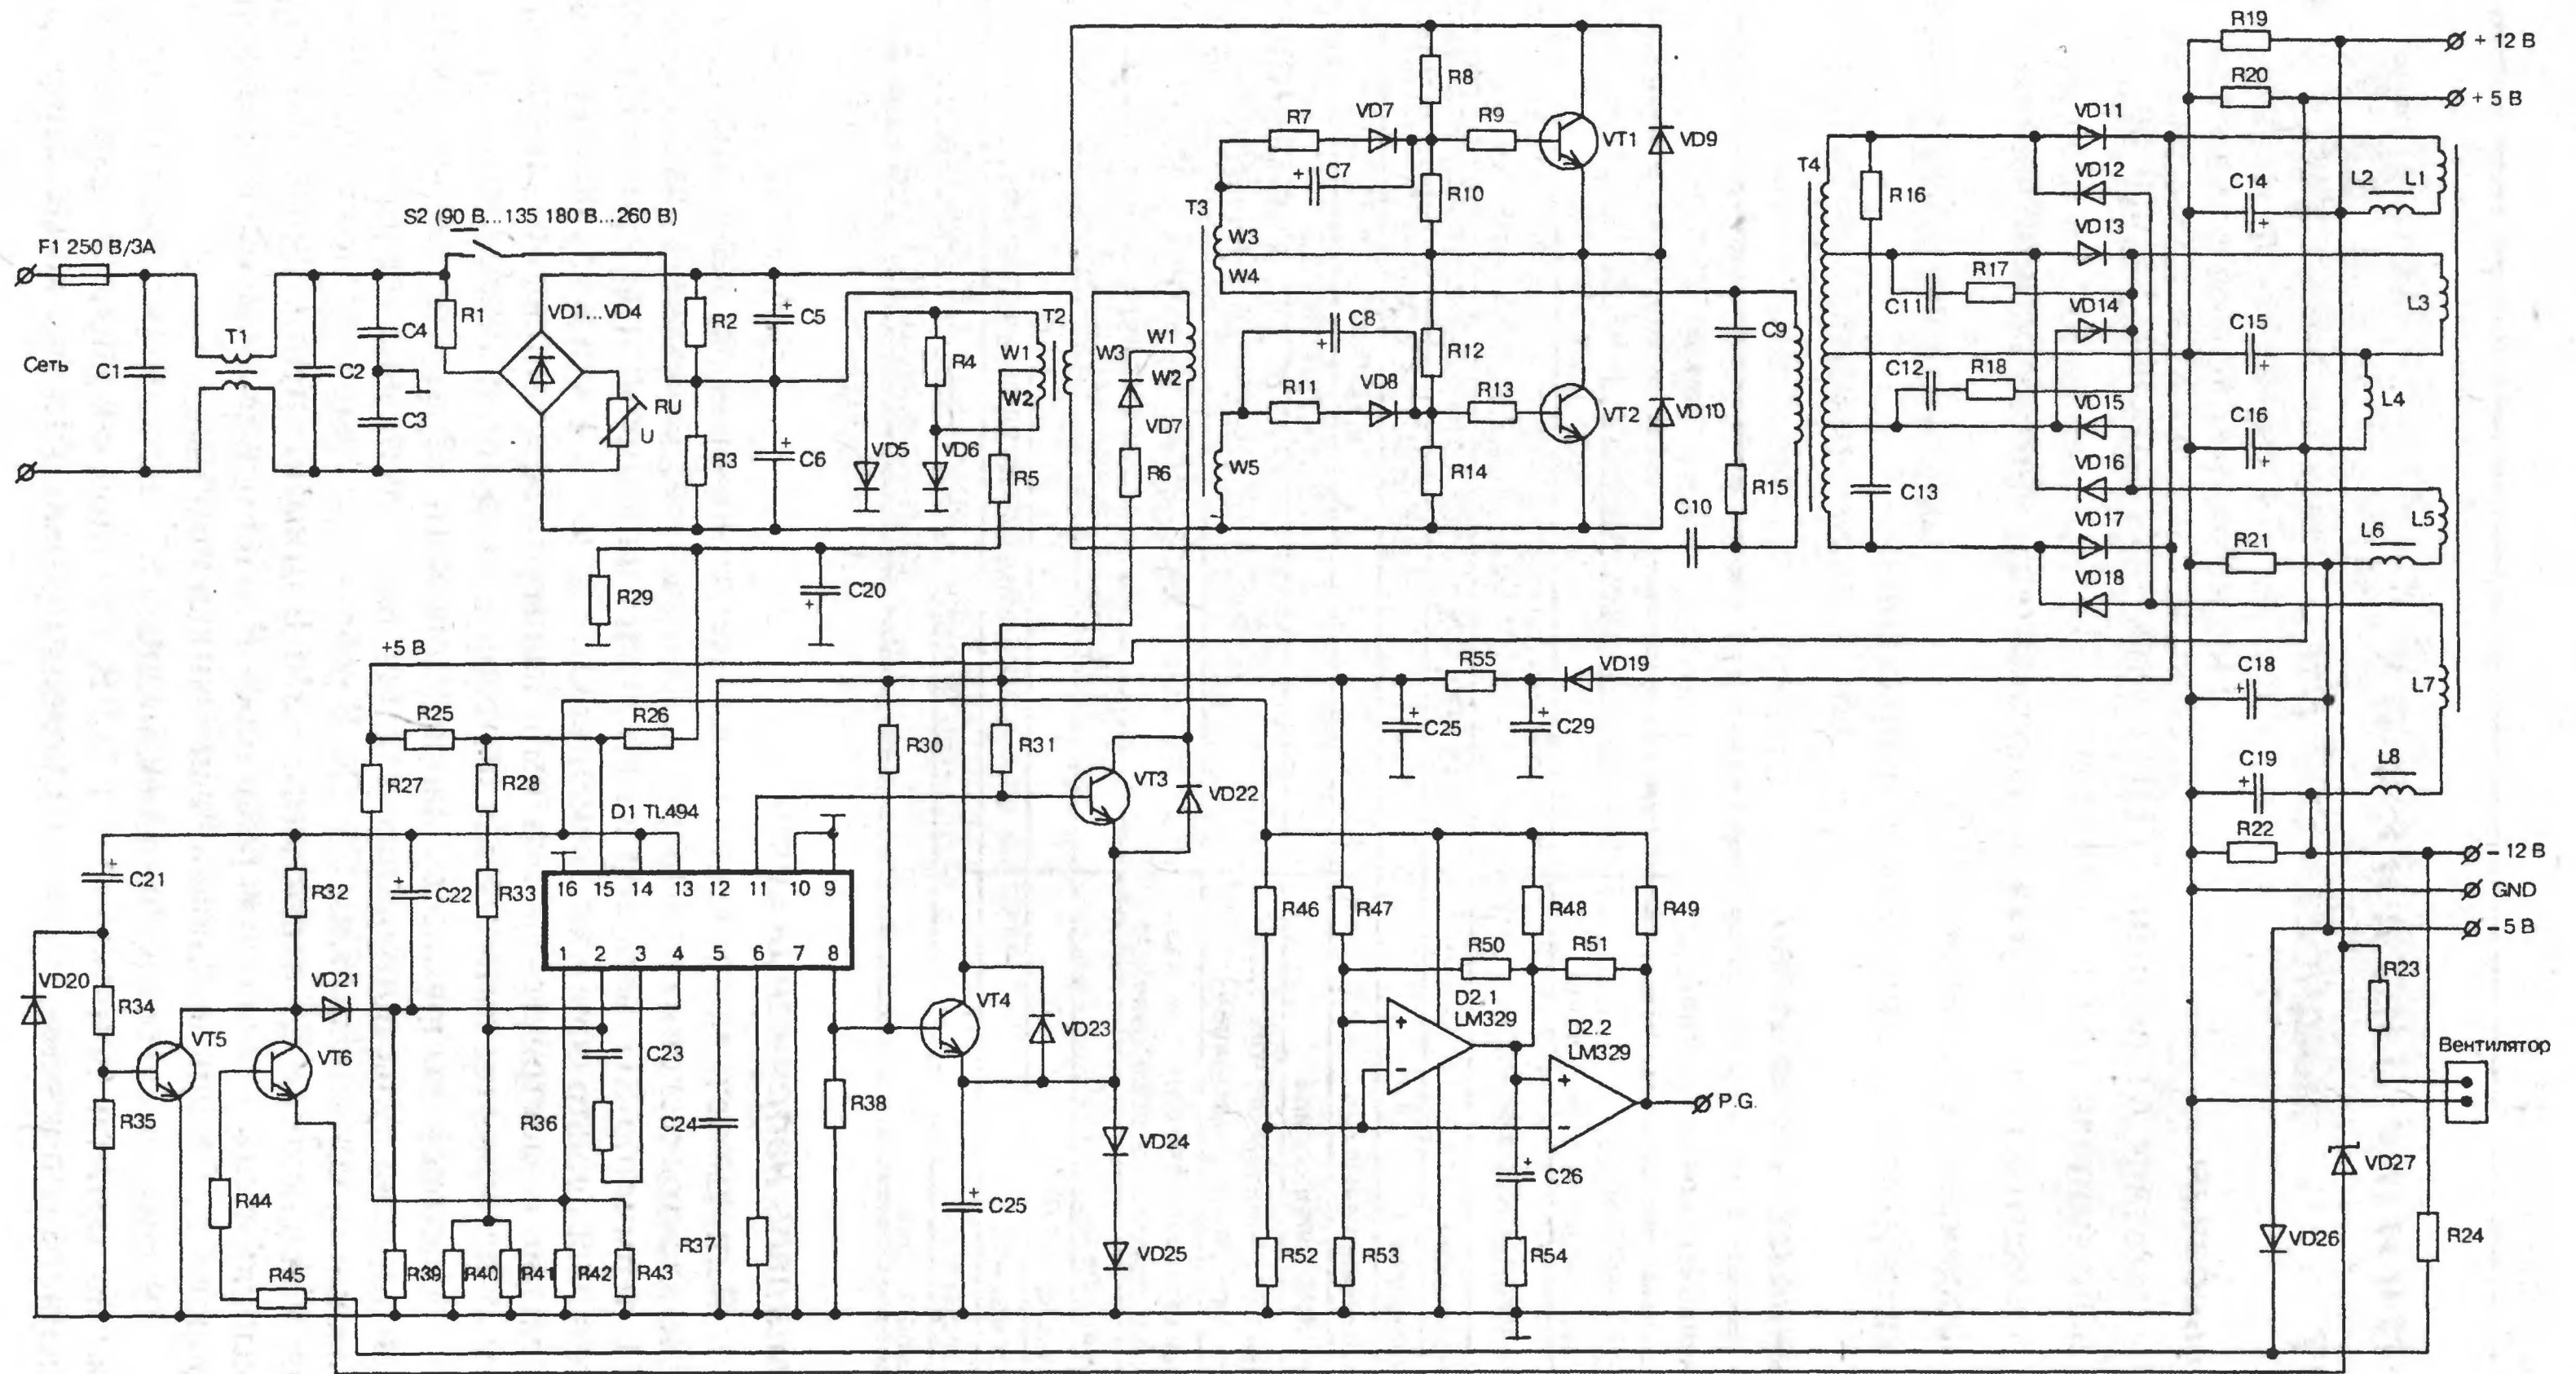 R19
+ 12 В
R20
+ 5 В
R8
VD7
R7
R9
VT1
VD9
VD11
T4
C7
R10
VD12
R16
C14
L2
L1
S2 (90 В...135 180 В...260 В)
T3
W3
W4
VD13
F1 250 В/3А
R17
C11
VD14
L3
C4
R1
VD1...VD4
R2
C5
T2
W1
W3
W1
C8
R12
C9
C15
T1
Сеть
C1
C2
R4
W2
W2
R11
VD8
R13
VT2
VD10
C12
R18
VD15
L4
C3
RU
U
VD7
C16
R3
C6
VD5
VD6
R5
R6
W5
R14
R15
C13
VD16
C10
VD17
L5
L6
R21
R29
C20
VD18
+5 В
R55
VD19
C18
L7
R25
R26
R30
R31
C25
C29
R27
R28
VT3
VD22
C19
L8
D1 TL494
R22
– 12 В
C21
R32
C22
R33
16 15 14 13 12 11 10 9
GND
R46
R47
R48
R49
– 5 В
1 2 3 4 5 6 7 8
R50
R51
R23
VD20
R34
VD21
VT4
VD23
D2.1
LM329
+
–
D2.2
LM329
VT5
VT6
C23
Вентилятор
+
–
P.G.
R35
R36
C24
R38
VD24
VD27
R44
C25
C26
R37
VD25
R52
R53
R54
VD26
R24
R45
R39
R40
R41
R42
R43